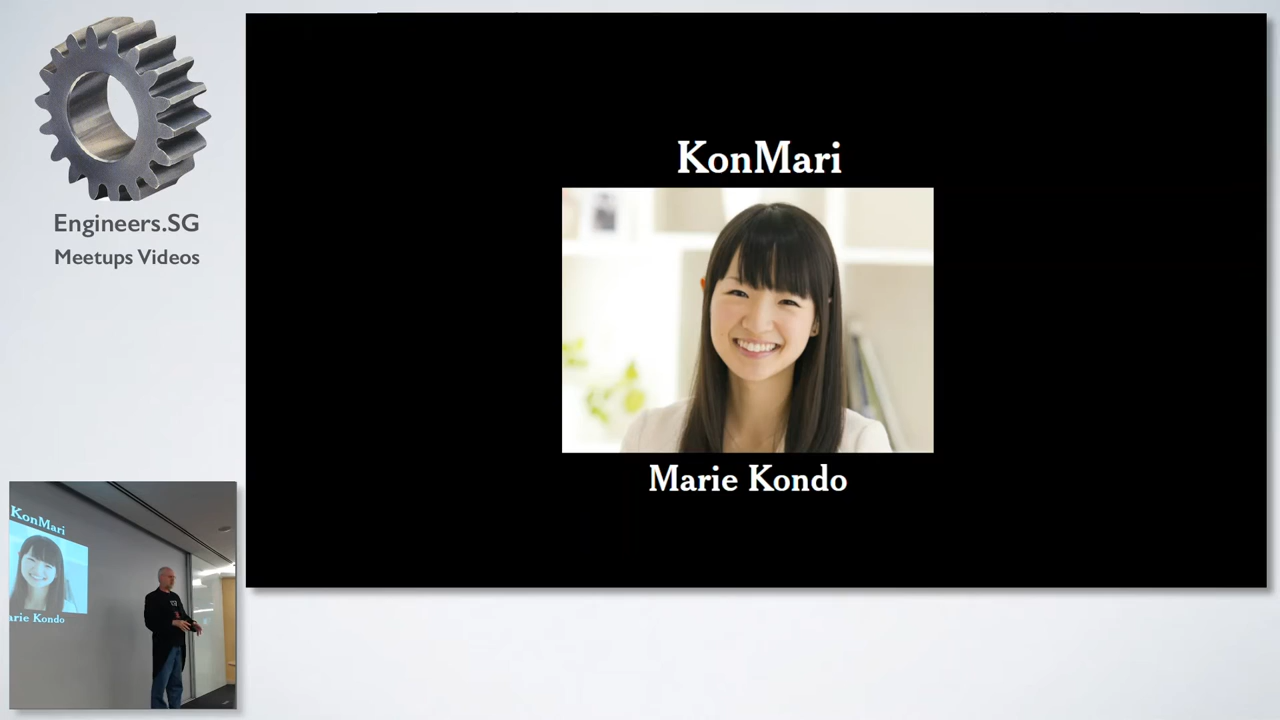 Engineers.SG
Meetups Videos
KonMari
Marie Kondo
KonMari
arie Kondo